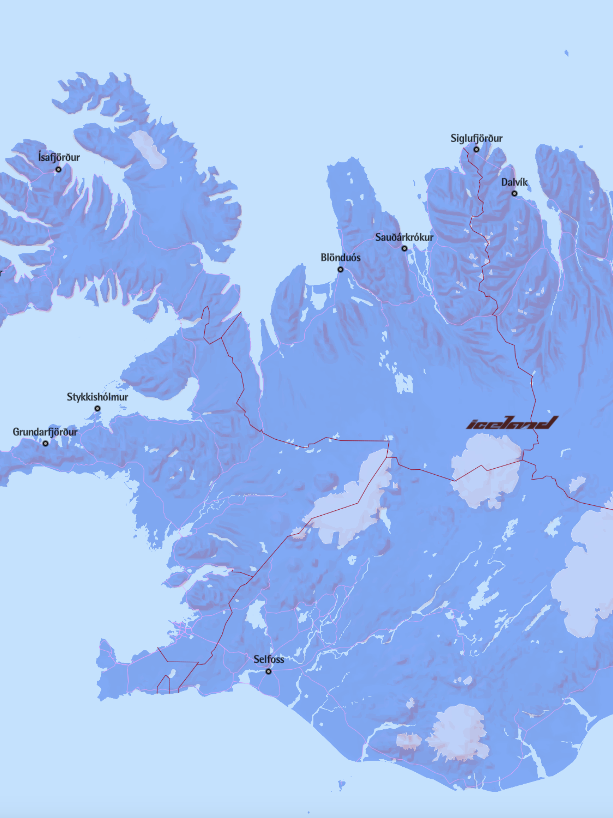 Siglufjörður
Ísafjörður
Dalvík
Sauðárkrókur
Blönduós
Stykkishólmur
iceland
Grundarfjörður
Selfoss